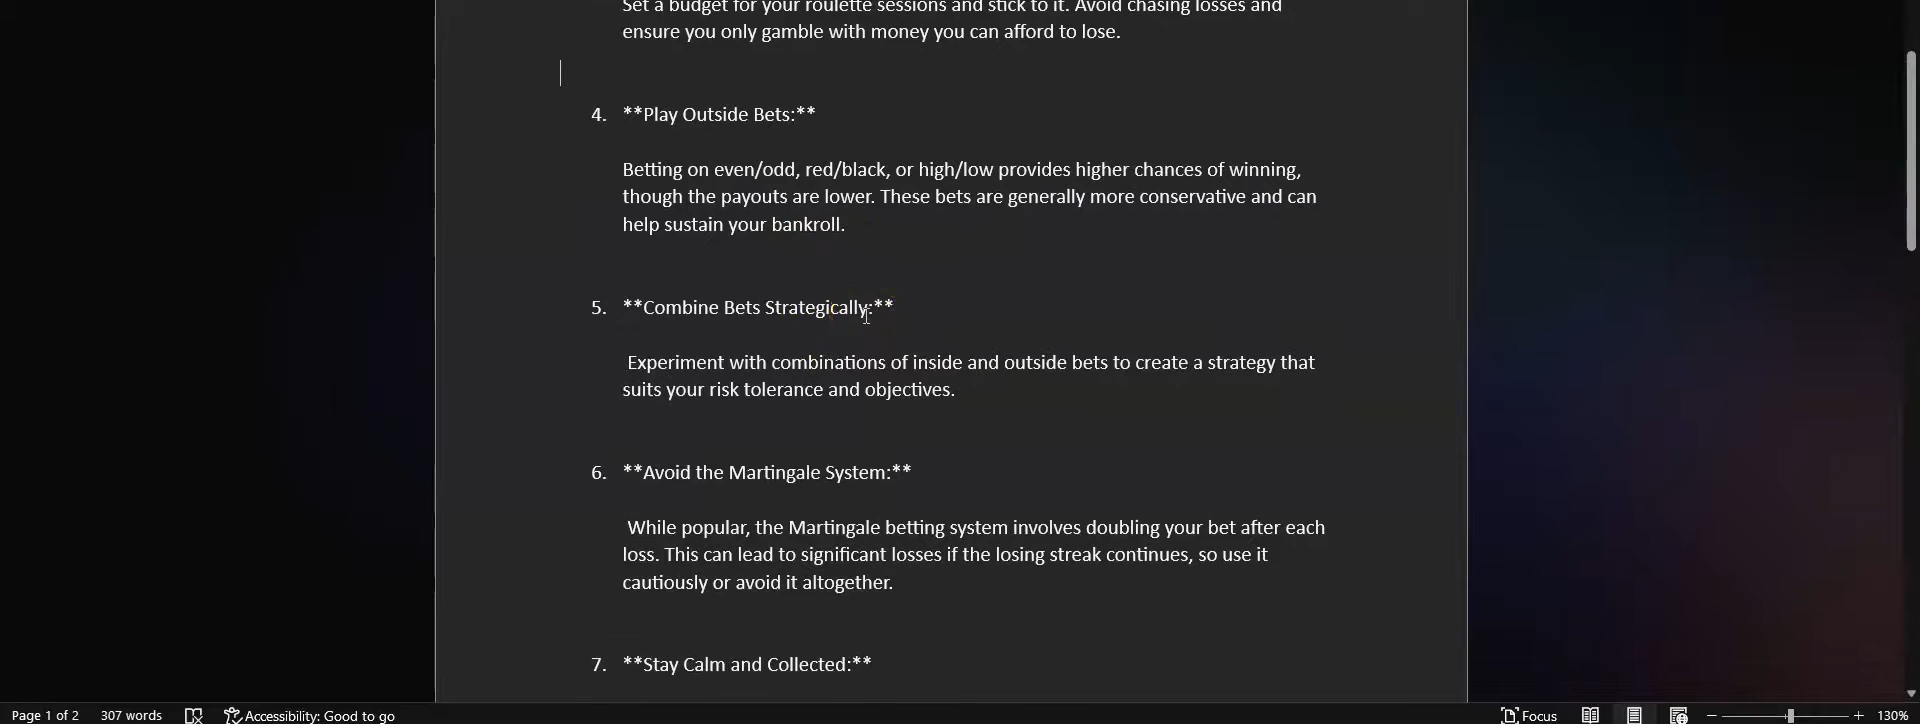 Set a budget for your roulette sessions and stick to it. Avoid chasing losses and
ensure you only gamble with money you can afford to lose.
4. **Play Outside Bets:**
Betting on even/odd, red/black, or high/low provides higher chances of winning,
though the payouts are lower. These bets are generally more conservative and can
help sustain your bankroll.
5. **Combine Bets Strategically:**
Experiment with combinations of inside and outside bets to create a strategy that
suits your risk tolerance and objectives.
6. **Avoid the Martingale System:**
While popular, the Martingale betting system involves doubling your bet after each
loss. This can lead to significant losses if the losing streak continues, so use it
cautiously or avoid it altogether.
7. **Stay Calm and Collected:**
Page 1 of 2 307 words Accessibility: Good to go Focus 130%